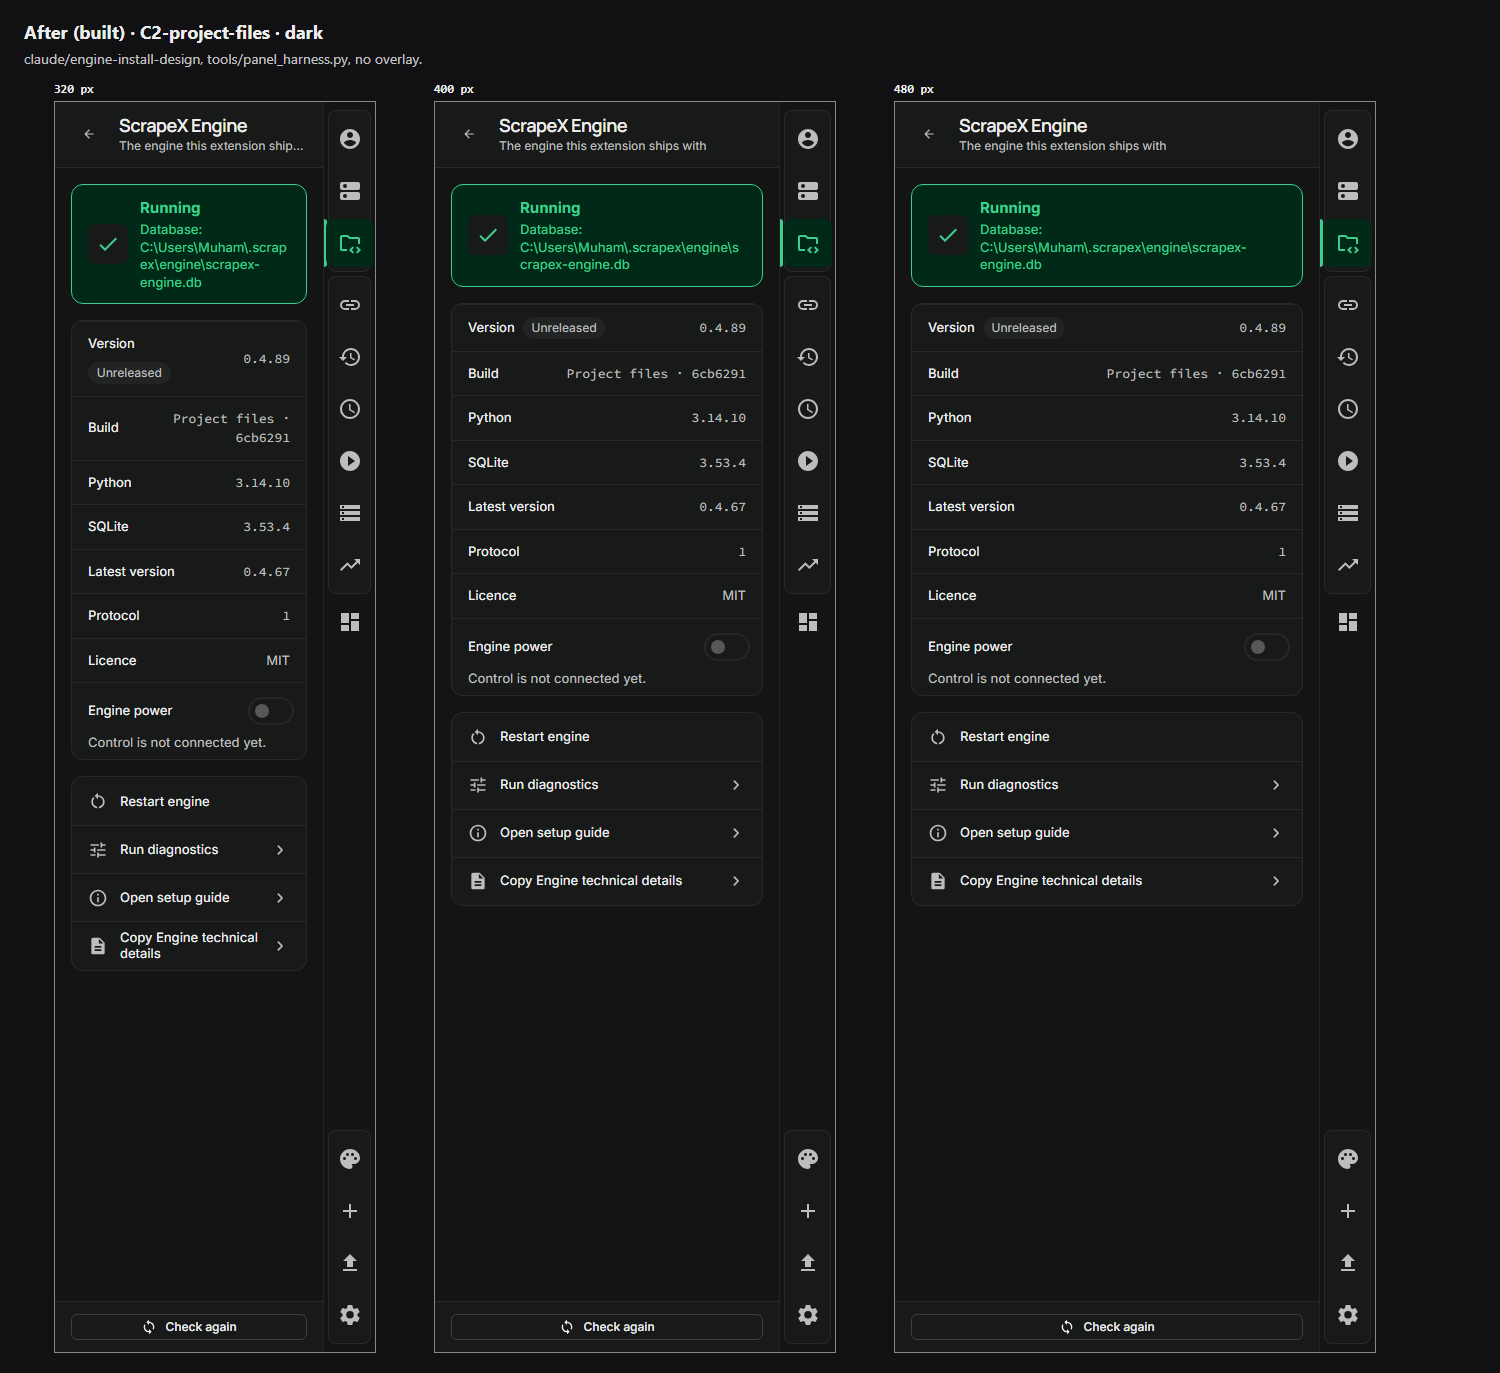 After (built) · C2-project-files · dark
claude/engine-install-design, tools/panel_harness.py, no overlay.
320 px
ScrapeX Engine
The engine this extension ship...
Running
Database:
C:\Users\Muham\.scrap
ex\engine\scrapex-
engine.db
Version
Unreleased
0.4.89
Build
Project files ·
6cb6291
Python
3.14.10
SQLite
3.53.4
Latest version
0.4.67
Protocol
1
Licence
MIT
Engine power
Control is not connected yet.
Restart engine
Run diagnostics
Open setup guide
Copy Engine technical
details
Check again
400 px
ScrapeX Engine
The engine this extension ships with
Running
Database:
C:\Users\Muham\.scrapex\engine\s
crapex-engine.db
Version Unreleased 0.4.89
Build Project files · 6cb6291
Python 3.14.10
SQLite 3.53.4
Latest version 0.4.67
Protocol 1
Licence MIT
Engine power
Control is not connected yet.
Restart engine
Run diagnostics
Open setup guide
Copy Engine technical details
Check again
480 px
ScrapeX Engine
The engine this extension ships with
Running
Database:
C:\Users\Muham\.scrapex\engine\scrapex-
engine.db
Version Unreleased 0.4.89
Build Project files · 6cb6291
Python 3.14.10
SQLite 3.53.4
Latest version 0.4.67
Protocol 1
Licence MIT
Engine power
Control is not connected yet.
Restart engine
Run diagnostics
Open setup guide
Copy Engine technical details
Check again